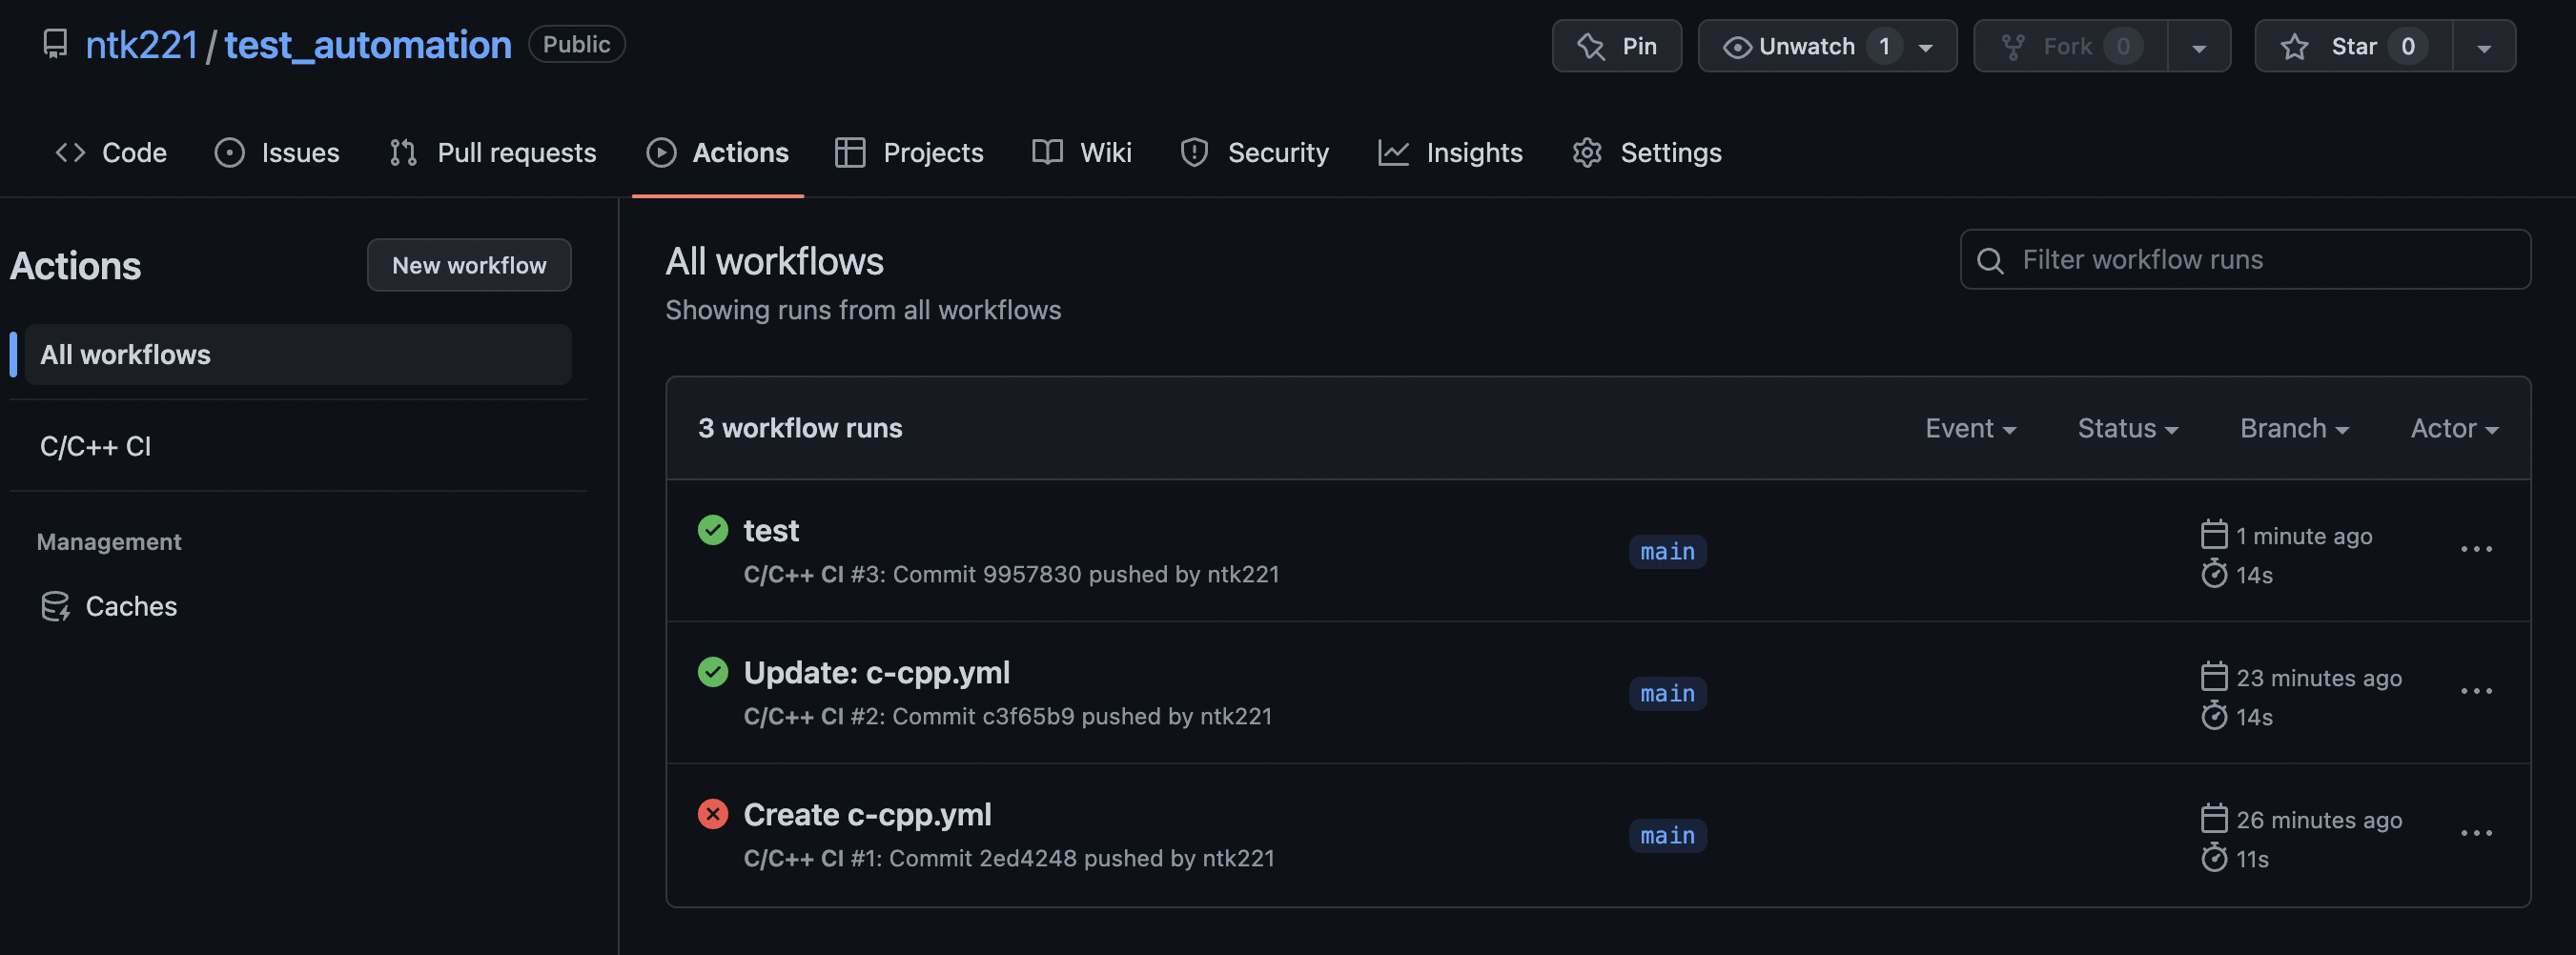 ntk221 / test_automation Public
Pin Unwatch 1 Fork 0 Star 0
Code Issues Pull requests Actions Projects Wiki Security Insights Settings
Actions New workflow
All workflows
C/C++ CI
Management
Caches
All workflows
Filter workflow runs
Showing runs from all workflows
3 workflow runs Event Status Branch Actor
test
C/C++ CI #3: Commit 9957830 pushed by ntk221
main
1 minute ago
14s
Update: c-cpp.yml
C/C++ CI #2: Commit c3f65b9 pushed by ntk221
main
23 minutes ago
14s
Create c-cpp.yml
C/C++ CI #1: Commit 2ed4248 pushed by ntk221
main
26 minutes ago
11s